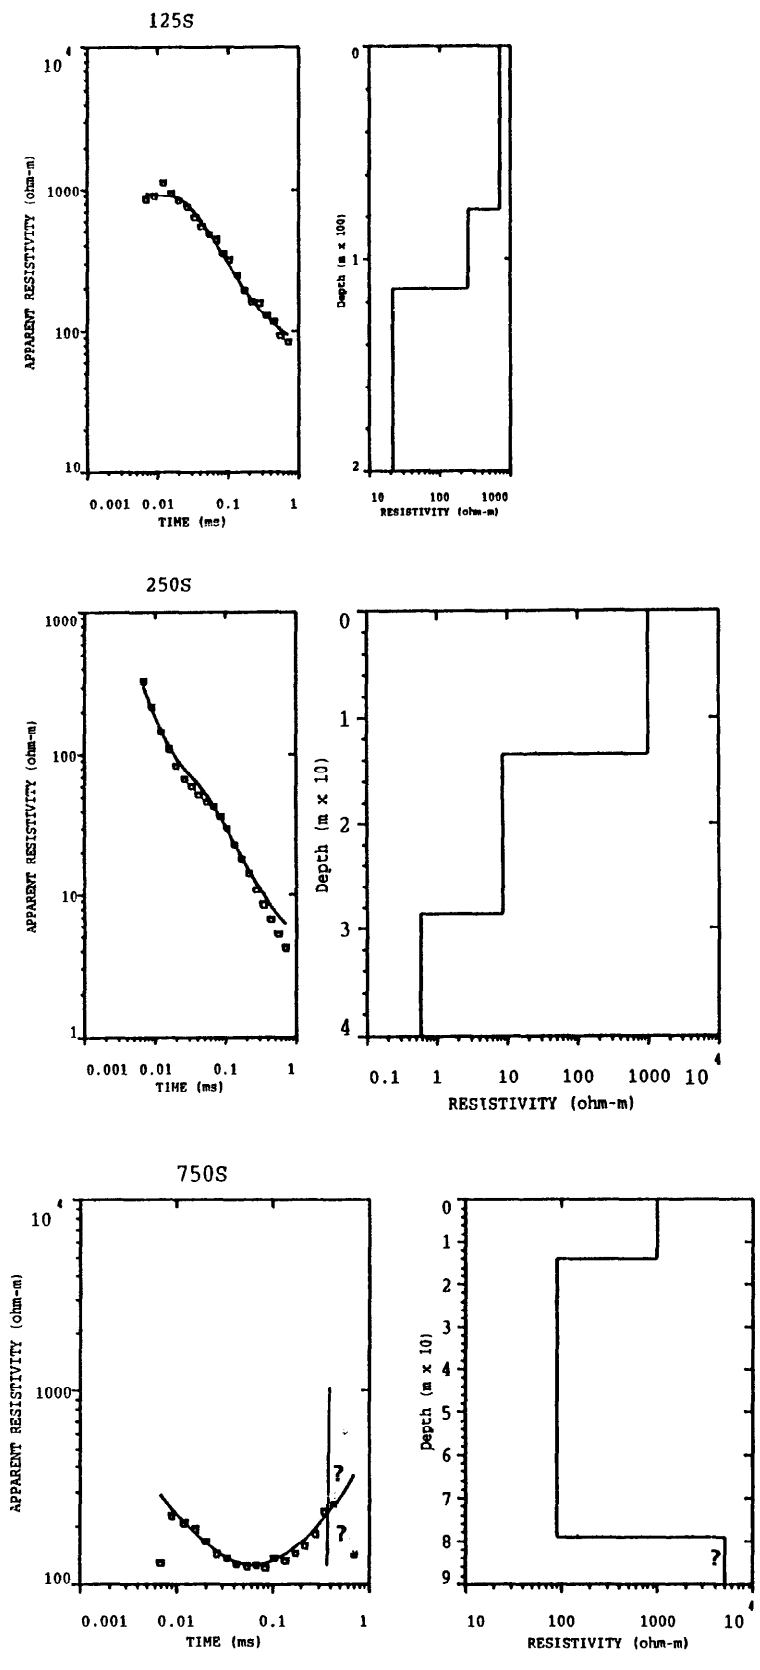 125S
10 4
1000
100
10
APPARENT RESISTIVITY (ohm-m)
0.001 0.01 0.1 1
TIME (ms)
0
1
2
Depth (m x 100)
10 100 1000
RESISTIVITY (ohm-m)
250S
1000
100
10
1
APPARENT RESISTIVITY (ohm-m)
0.001 0.01 0.1 1
TIME (ms)
0
1
2
3
4
Depth (m x 10)
0.1 1 10 100 1000 10 4
RESISTIVITY (ohm-m)
750S
10 4
1000
100
APPARENT RESISTIVITY (ohm-m)
?
?
0.001 0.01 0.1 1
TIME (ms)
0
1
2
3
4
5
6
7
8
9
Depth (m x 10)
?
10 100 1000 10 4
RESISTIVITY (ohm-m)